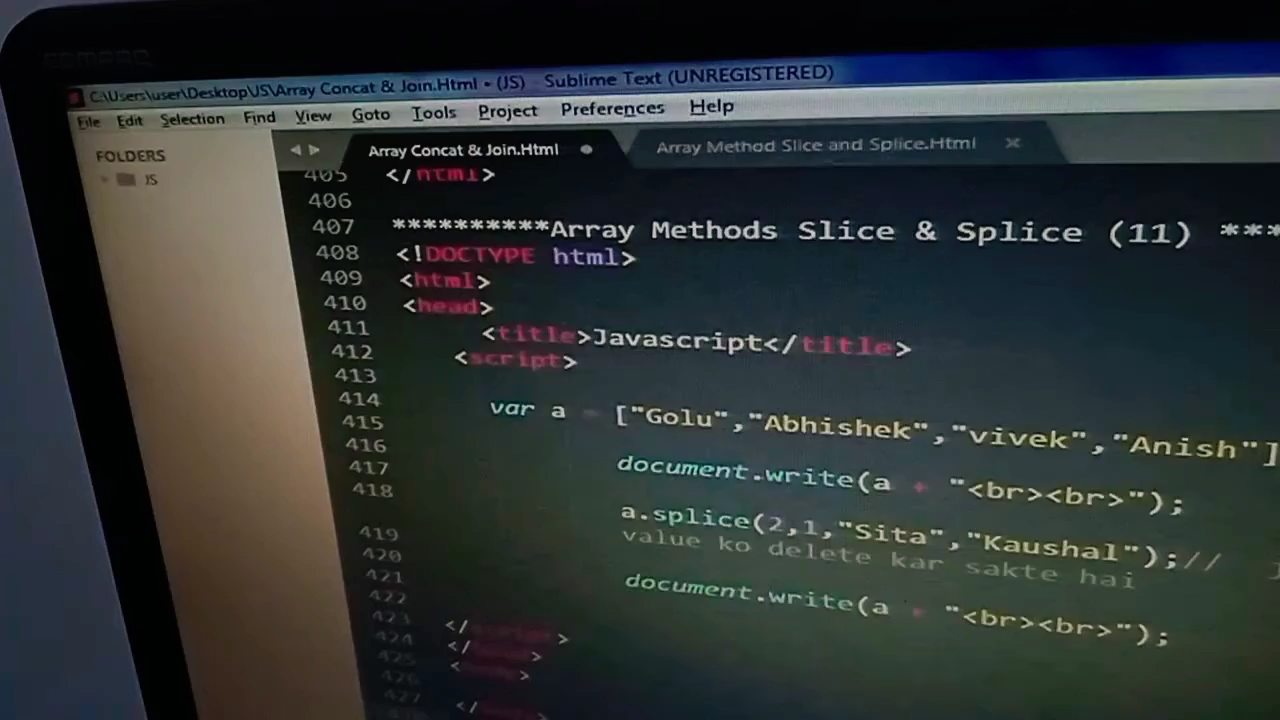 COMPAQ
C:\Users\user\Desktop\JS\Array Concat & Join.Html • (JS) Sublime Text (UNREGISTERED)
File Edit Selection Find View Goto Tools Project Preferences Help
FOLDERS
JS
Array Concat & Join.Html
Array Method Slice and Splice.Html
405 </html>
406
407 **********Array Methods Slice & Splice (11) ***
408 <!DOCTYPE html>
409 <html>
410 <head>
411 <title>Javascript</title>
412 <script>
413
414 var a = ["Golu","Abhishek","vivek","Anish"]
415
416 document.write(a + "<br><br>");
417
418 a.splice(2,1,"Sita","Kaushal");//
value ko delete kar sakte hai
419
420 document.write(a + "<br><br>");
421
422
423 </script>
424
425
426
427